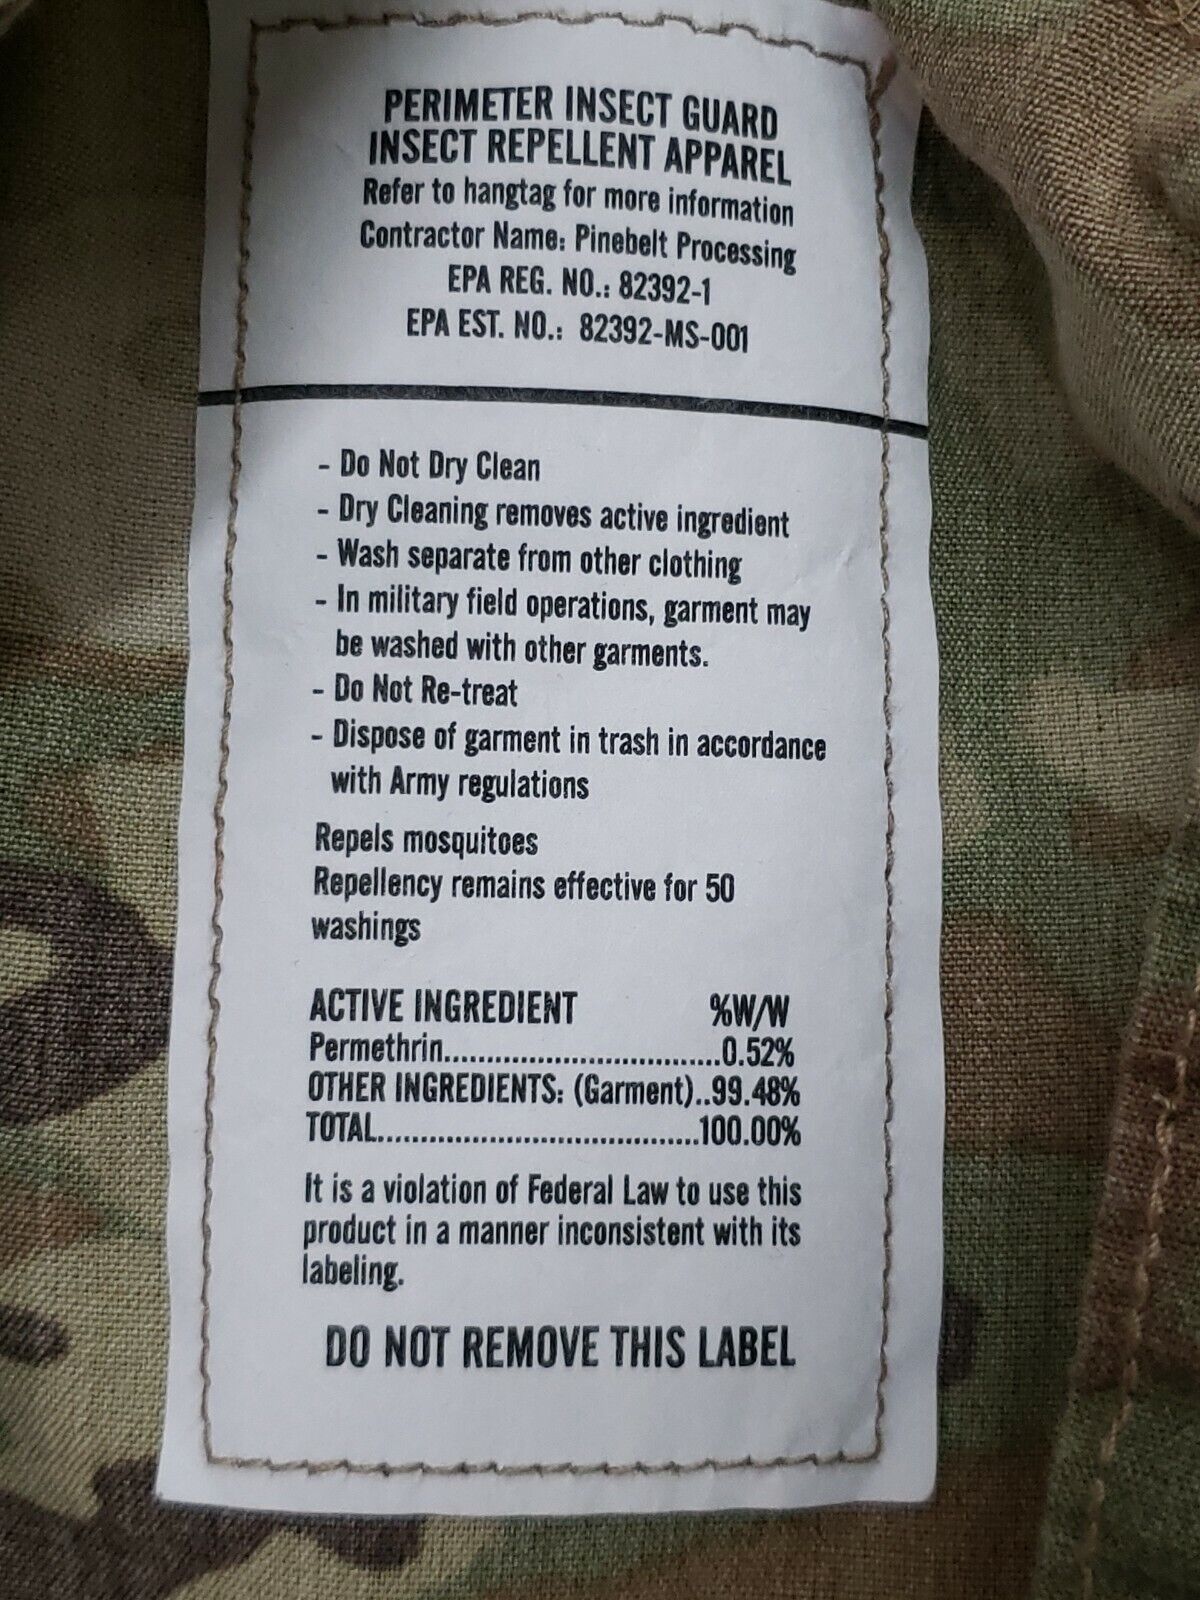 PERIMETER INSECT GUARD
INSECT REPELLENT APPAREL
Refer to hangtag for more information
Contractor Name: Pinebelt Processing
EPA REG. NO.: 82392-1
EPA EST. NO.: 82392-MS-001
- Do Not Dry Clean
- Dry Cleaning removes active ingredient
- Wash separate from other clothing
- In military field operations, garment may
be washed with other garments.
- Do Not Re-treat
- Dispose of garment in trash in accordance
with Army regulations
Repels mosquitoes
Repellency remains effective for 50
washings
ACTIVE INGREDIENT %W/W
Permethrin.................................0.52%
OTHER INGREDIENTS: (Garment)..99.48%
TOTAL......................................100.00%
It is a violation of Federal Law to use this
product in a manner inconsistent with its
labeling.
DO NOT REMOVE THIS LABEL